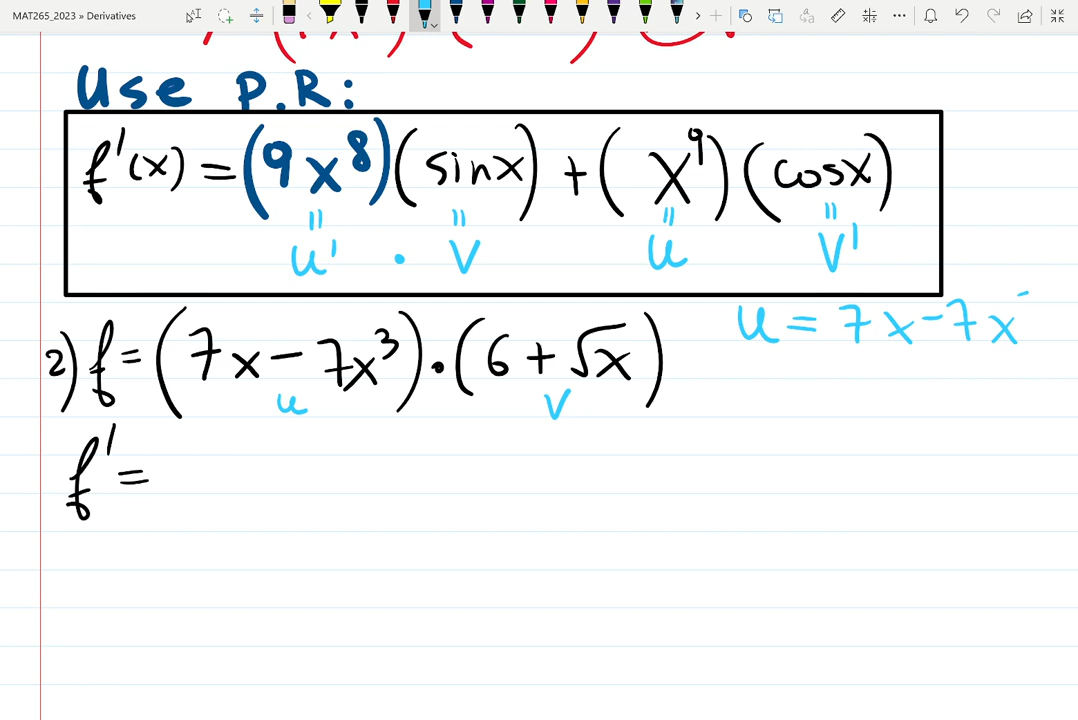 MAT265_2023 » Derivatives
Use P.R:
f'(x) = (9x⁸)(sinx) + (x⁹)(cosx)
u' · v u v'
u = 7x-7x
2) f = (7x - 7x³)·(6 + √x)
u v
f' =